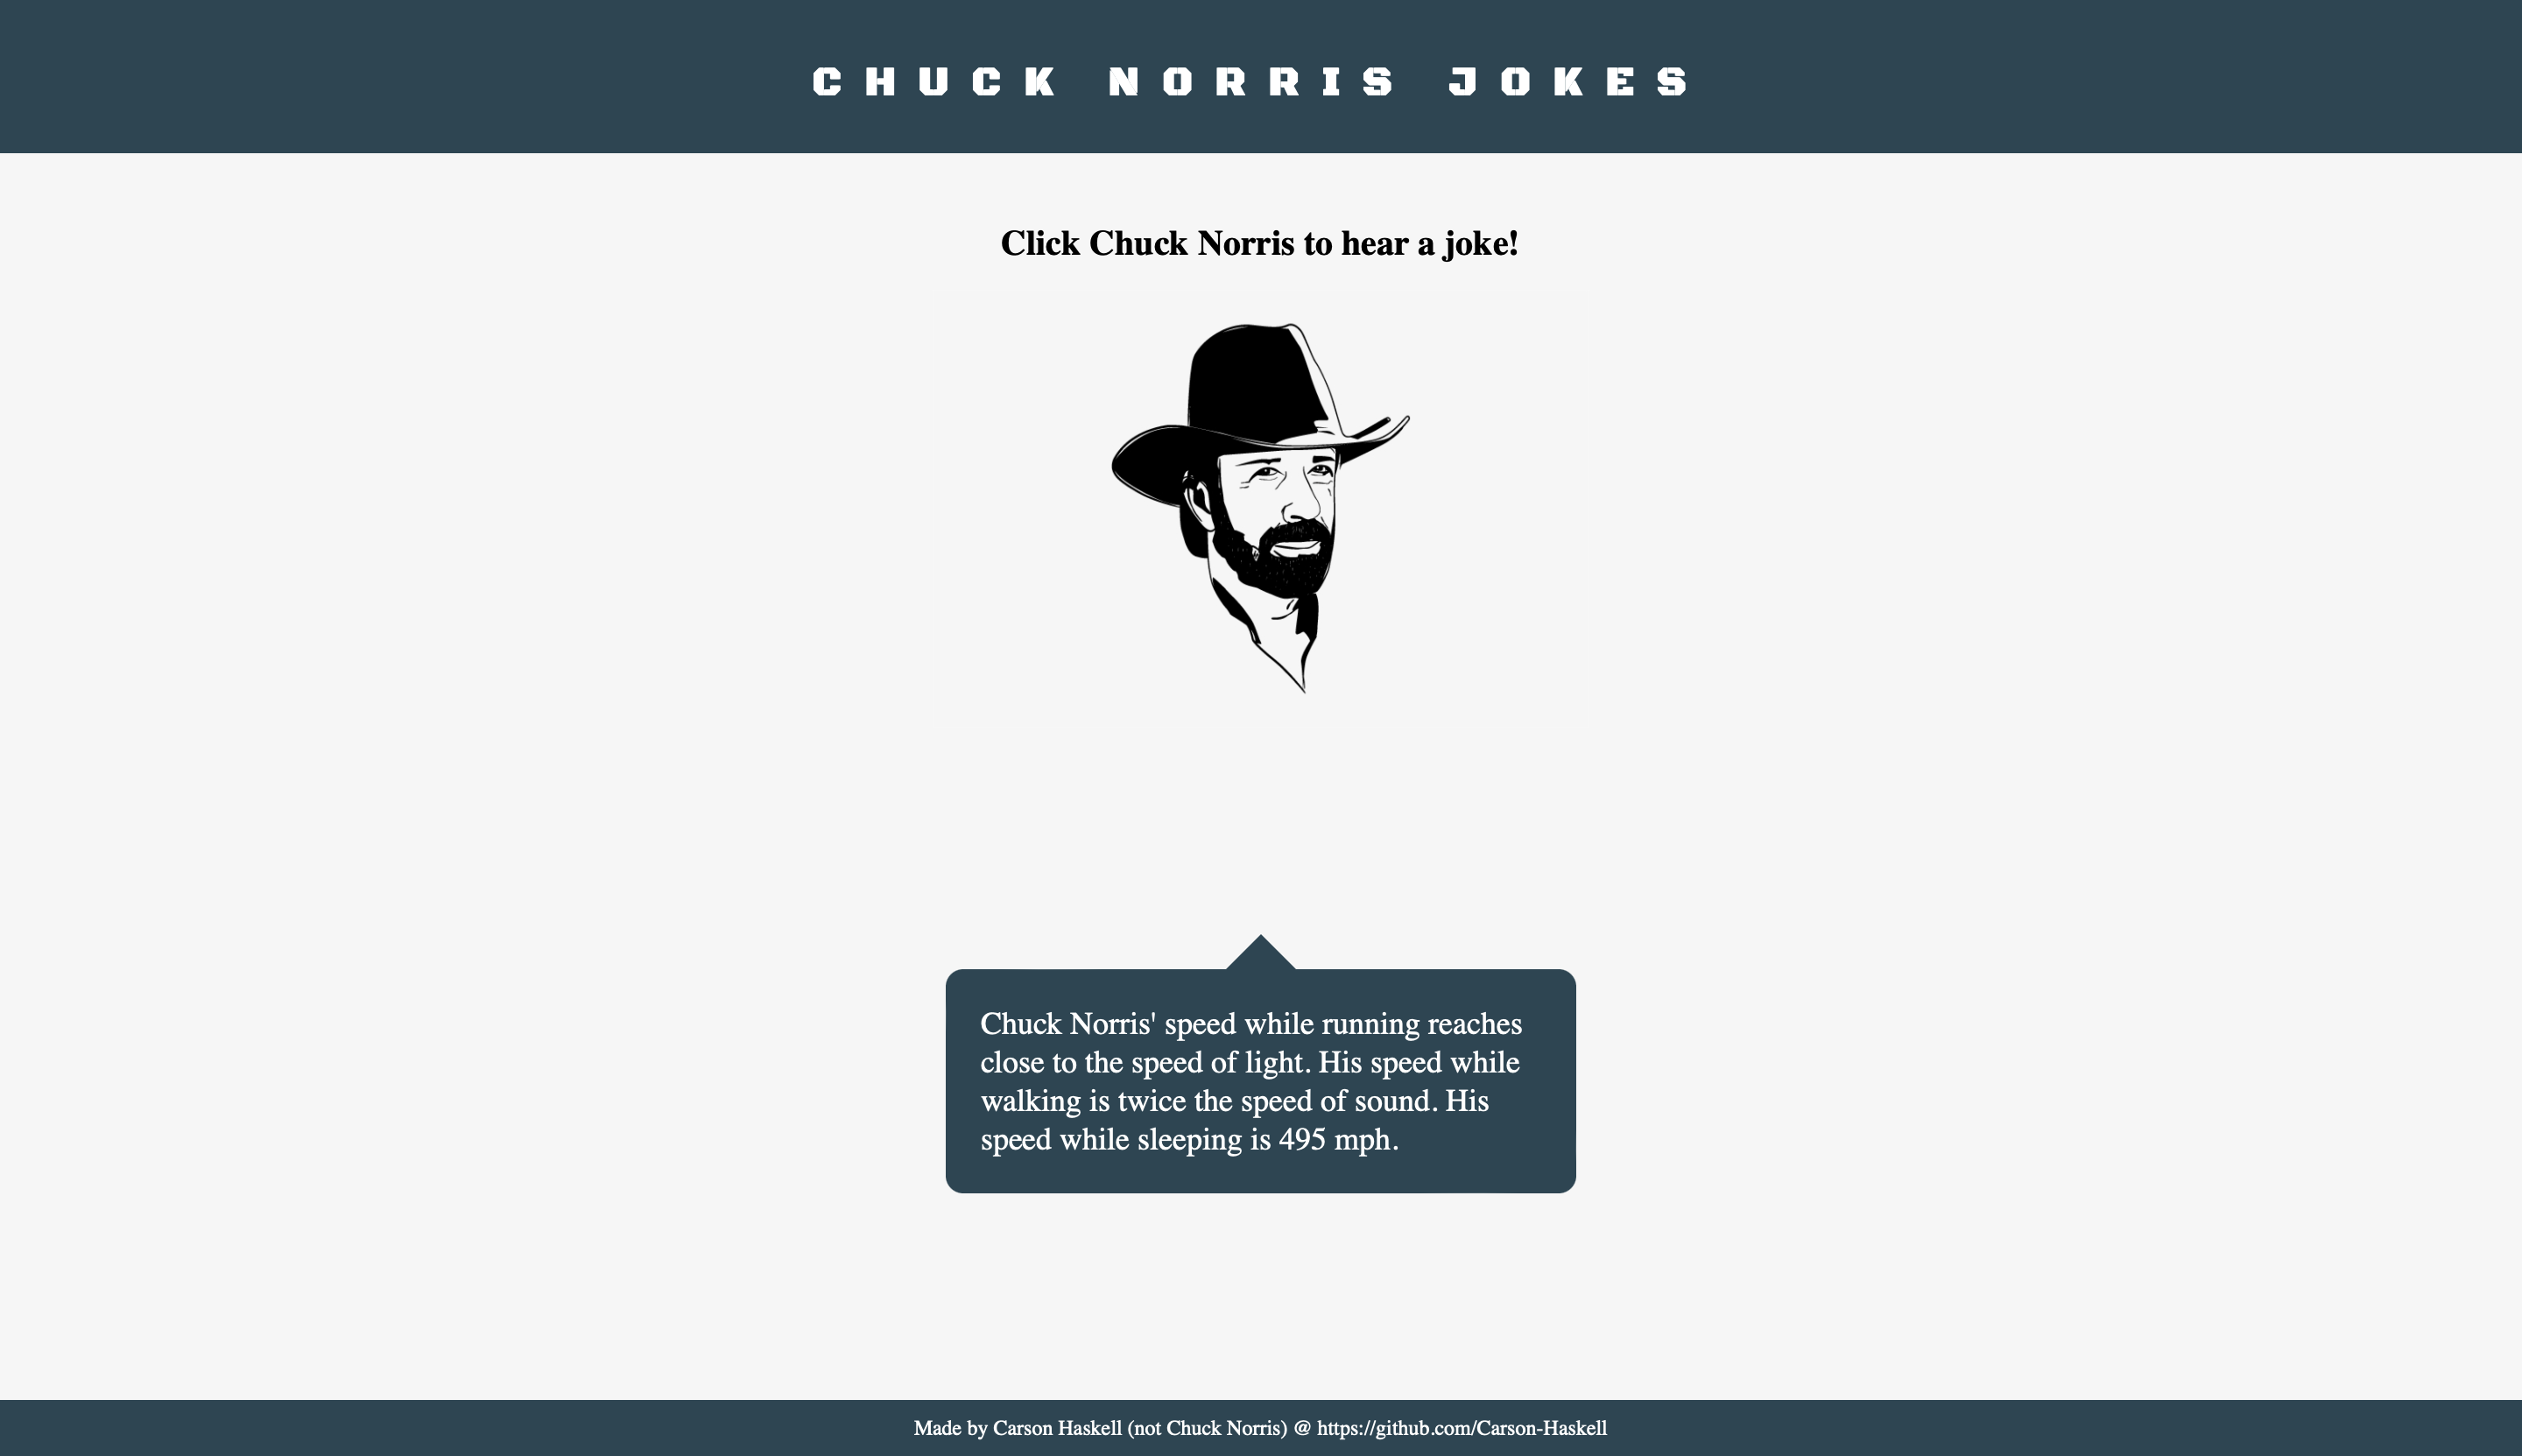 CHUCK NORRIS JOKES
Click Chuck Norris to hear a joke!
Chuck Norris' speed while running reaches
close to the speed of light. His speed while
walking is twice the speed of sound. His
speed while sleeping is 495 mph.
Made by Carson Haskell (not Chuck Norris) @ https://github.com/Carson-Haskell